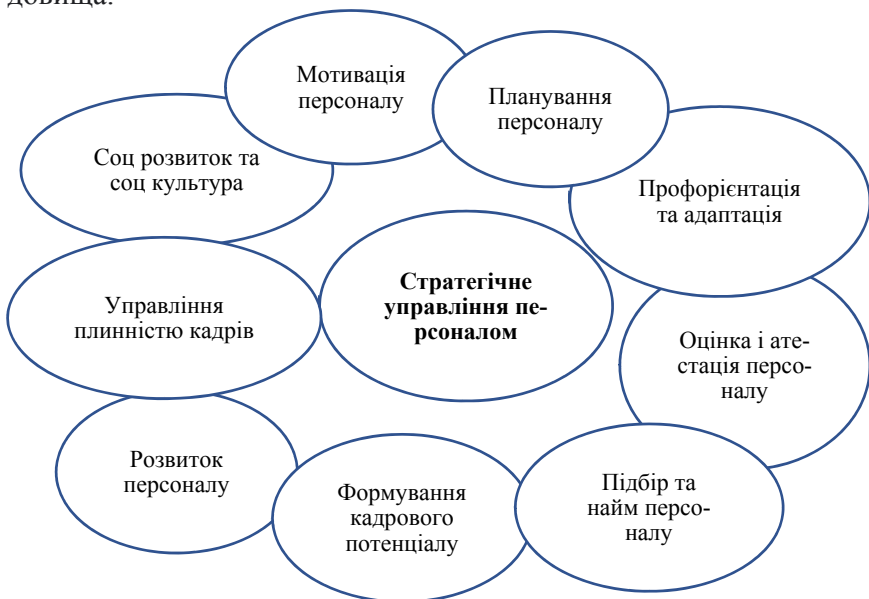 довища.
Мотивація
персоналу
Планування
персоналу
Соц розвиток та
соц культура
Профорієнтація
та адаптація
Стратегічне
управління пе-
рсоналом
Управління
плинністю кадрів
Оцінка і ате-
стація персо-
налу
Розвиток
персоналу
Формування
кадрового
потенціалу
Підбір та
найм персо-
налу